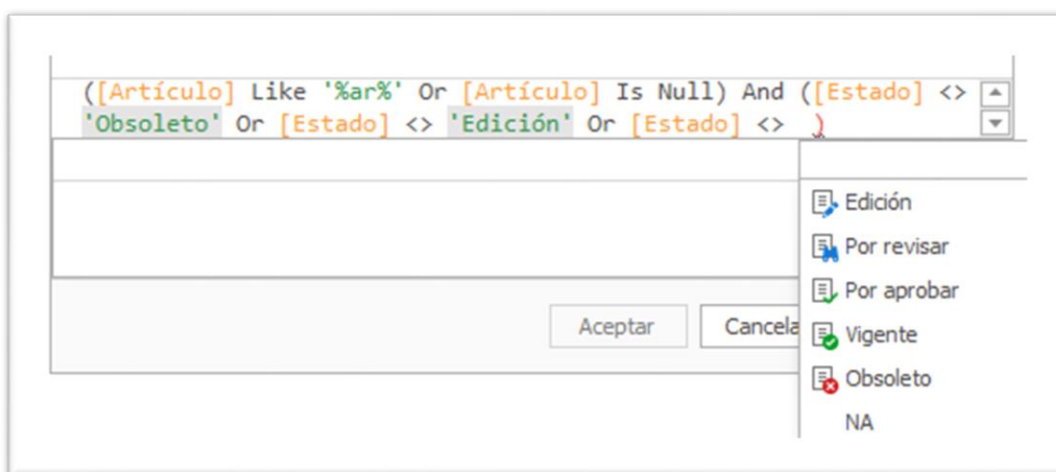 ([Artículo] Like '%ar%' Or [Artículo] Is Null) And ([Estado] <>
'Obsoleto' Or [Estado] <> 'Edición' Or [Estado] <> )
Edición
Por revisar
Por aprobar
Aceptar
Cancela
Vigente
Obsoleto
NA